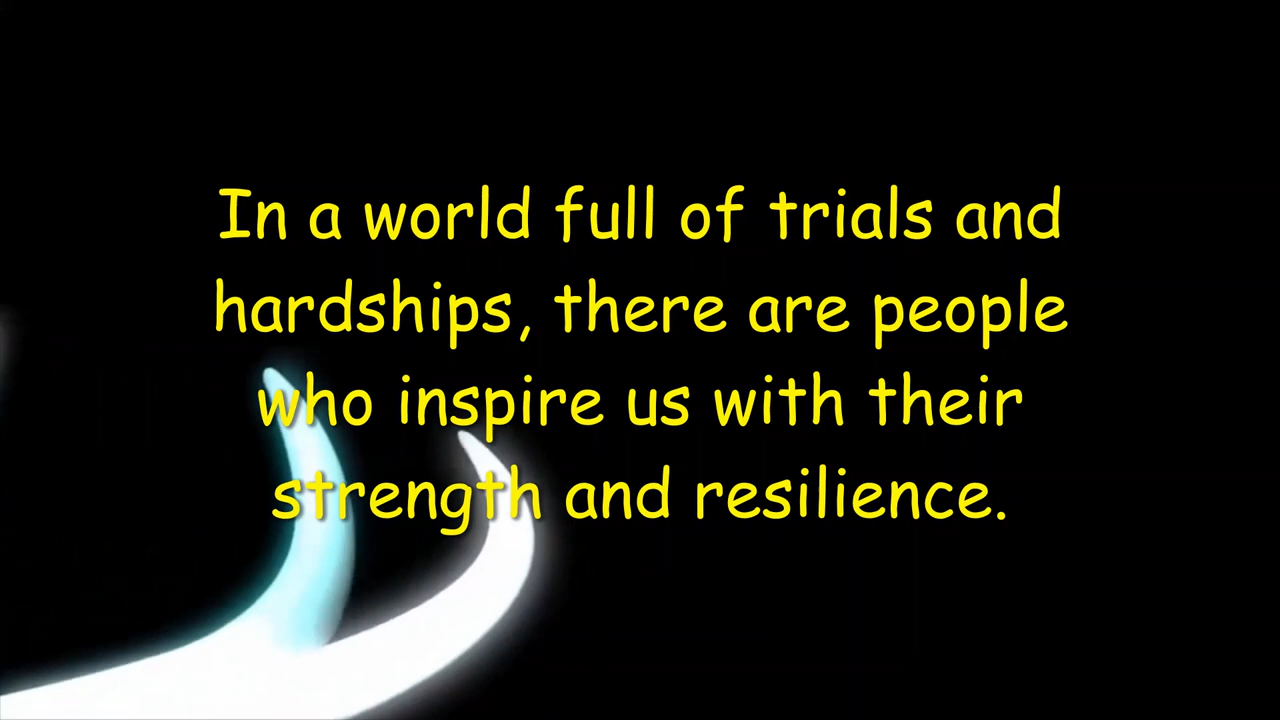 In a world full of trials and
hardships, there are people
who inspire us with their
strength and resilience.